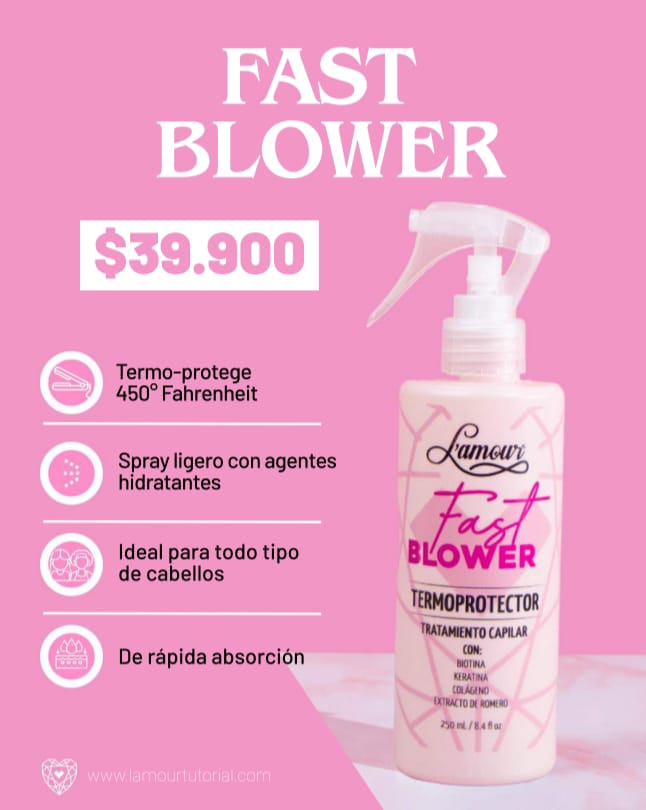 FAST
BLOWER
$39.900
Termo-protege
450° Fahrenheit
Spray ligero con agentes
hidratantes
Ideal para todo tipo
de cabellos
De rápida absorción
L'amour
Fast
BLOWER
TERMOPROTECTOR
TRATAMIENTO CAPILAR
CON:
BIOTINA
KERATINA
COLÁGENO
EXTRACTO DE ROMERO
250 mL / 8.4 fl oz
www.lamourtutorial.com